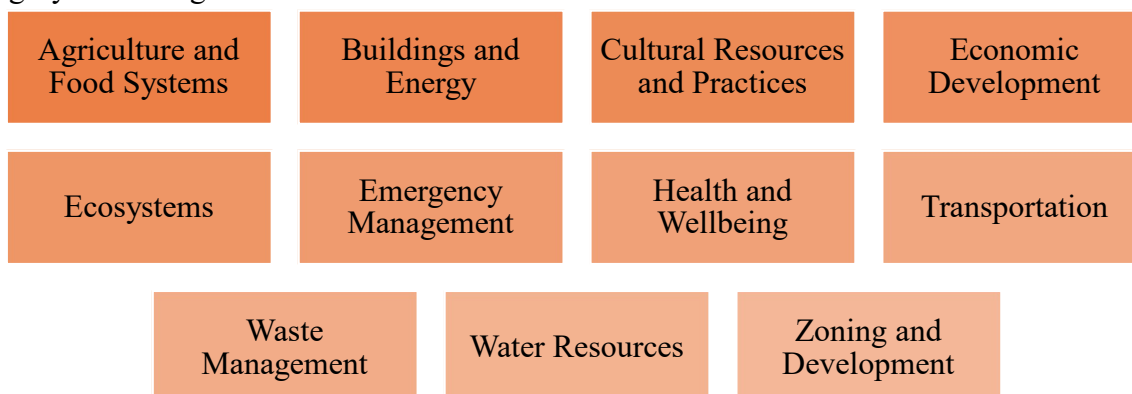 Agriculture and
Food Systems
Buildings and
Energy
Cultural Resources
and Practices
Economic
Development
Ecosystems
Emergency
Management
Health and
Wellbeing
Transportation
Waste
Management
Water Resources
Zoning and
Development